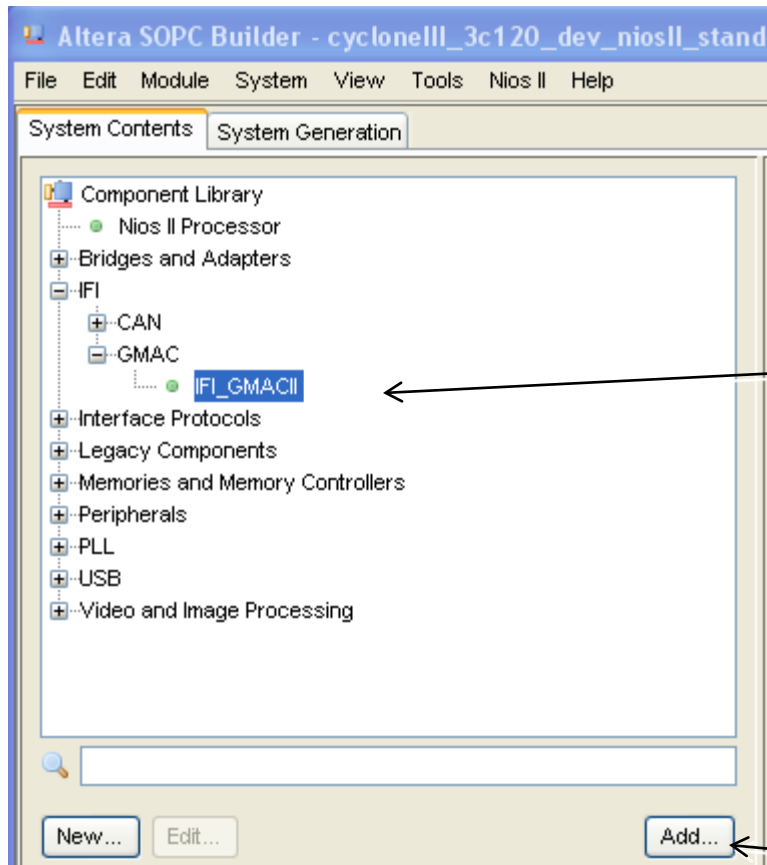 Altera SOPC Builder - cycloneIII_3c120_dev_niosII_stand
File Edit Module System View Tools Nios II Help
System Contents System Generation
Component Library
Nios II Processor
Bridges and Adapters
IFI
CAN
GMAC
IFI_GMACII
Interface Protocols
Legacy Components
Memories and Memory Controllers
Peripherals
PLL
USB
Video and Image Processing
New... Edit... Add...